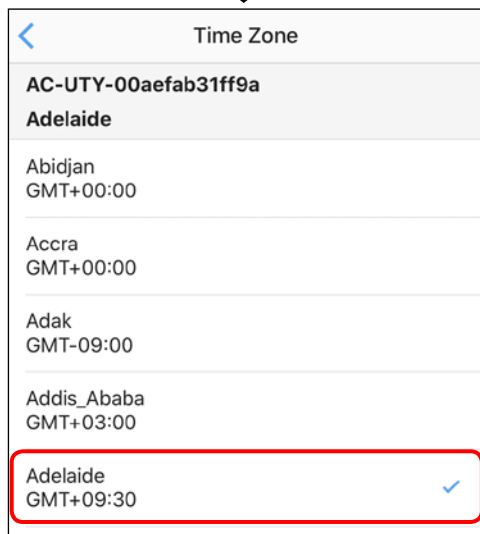 Time Zone
AC-UTY-00aefab31ff9a
Adelaide
Abidjan
GMT+00:00
Accra
GMT+00:00
Adak
GMT-09:00
Addis_Ababa
GMT+03:00
Adelaide
GMT+09:30